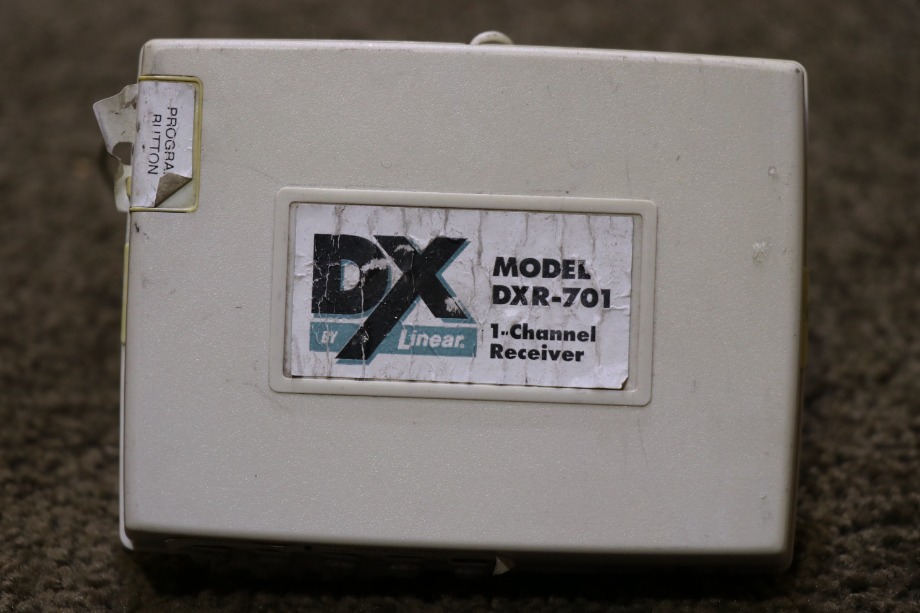 PROGRA
BUTTON
DX
BY Linear.
MODEL
DXR-701
1-Channel
Receiver